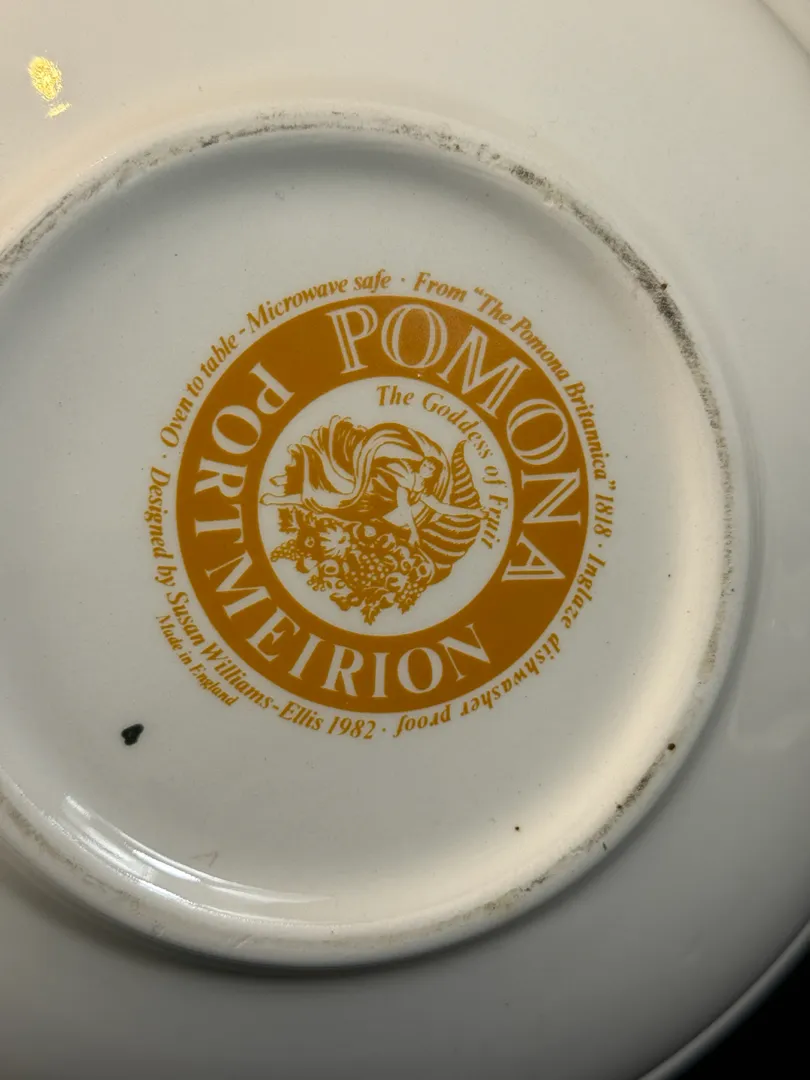 POMONA
PORTMEIRION
The Goddess of Fruit
Oven to table - Microwave safe · From "The Pomona Britannica" 1818 · Inglaze dishwasher proof ·
Designed by Susan Williams-Ellis 1982 ·
Made in England